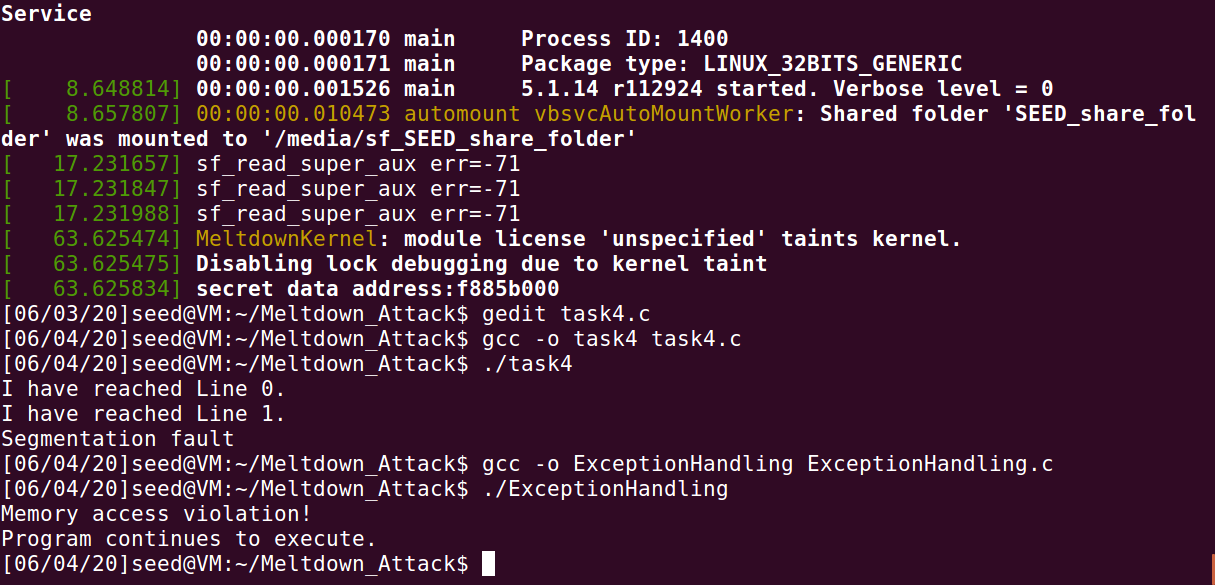 Service
00:00:00.000170 main     Process ID: 1400
00:00:00.000171 main     Package type: LINUX_32BITS_GENERIC
[    8.648814] 00:00:00.001526 main     5.1.14 r112924 started. Verbose level = 0
[    8.657807] 00:00:00.010473 automount vbsvcAutoMountWorker: Shared folder 'SEED_share_fol
der' was mounted to '/media/sf_SEED_share_folder'
[   17.231657] sf_read_super_aux err=-71
[   17.231847] sf_read_super_aux err=-71
[   17.231988] sf_read_super_aux err=-71
[   63.625474] MeltdownKernel: module license 'unspecified' taints kernel.
[   63.625475] Disabling lock debugging due to kernel taint
[   63.625834] secret data address:f885b000
[06/03/20]seed@VM:~/Meltdown_Attack$ gedit task4.c
[06/04/20]seed@VM:~/Meltdown_Attack$ gcc -o task4 task4.c
[06/04/20]seed@VM:~/Meltdown_Attack$ ./task4
I have reached Line 0.
I have reached Line 1.
Segmentation fault
[06/04/20]seed@VM:~/Meltdown_Attack$ gcc -o ExceptionHandling ExceptionHandling.c
[06/04/20]seed@VM:~/Meltdown_Attack$ ./ExceptionHandling
Memory access violation!
Program continues to execute.
[06/04/20]seed@VM:~/Meltdown_Attack$